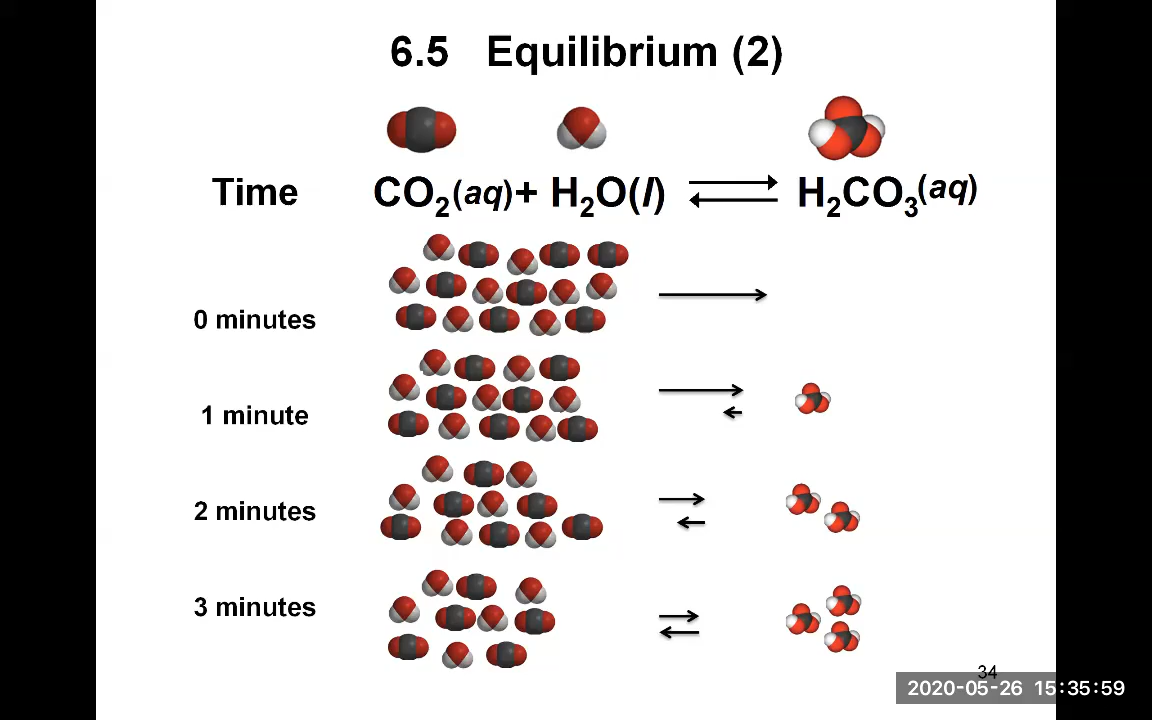 6.5 Equilibrium (2)
Time CO₂(aq)+ H₂O(l) ⇌ H₂CO₃(aq)
0 minutes
1 minute
2 minutes
3 minutes
34
2020-05-26 15:35:59